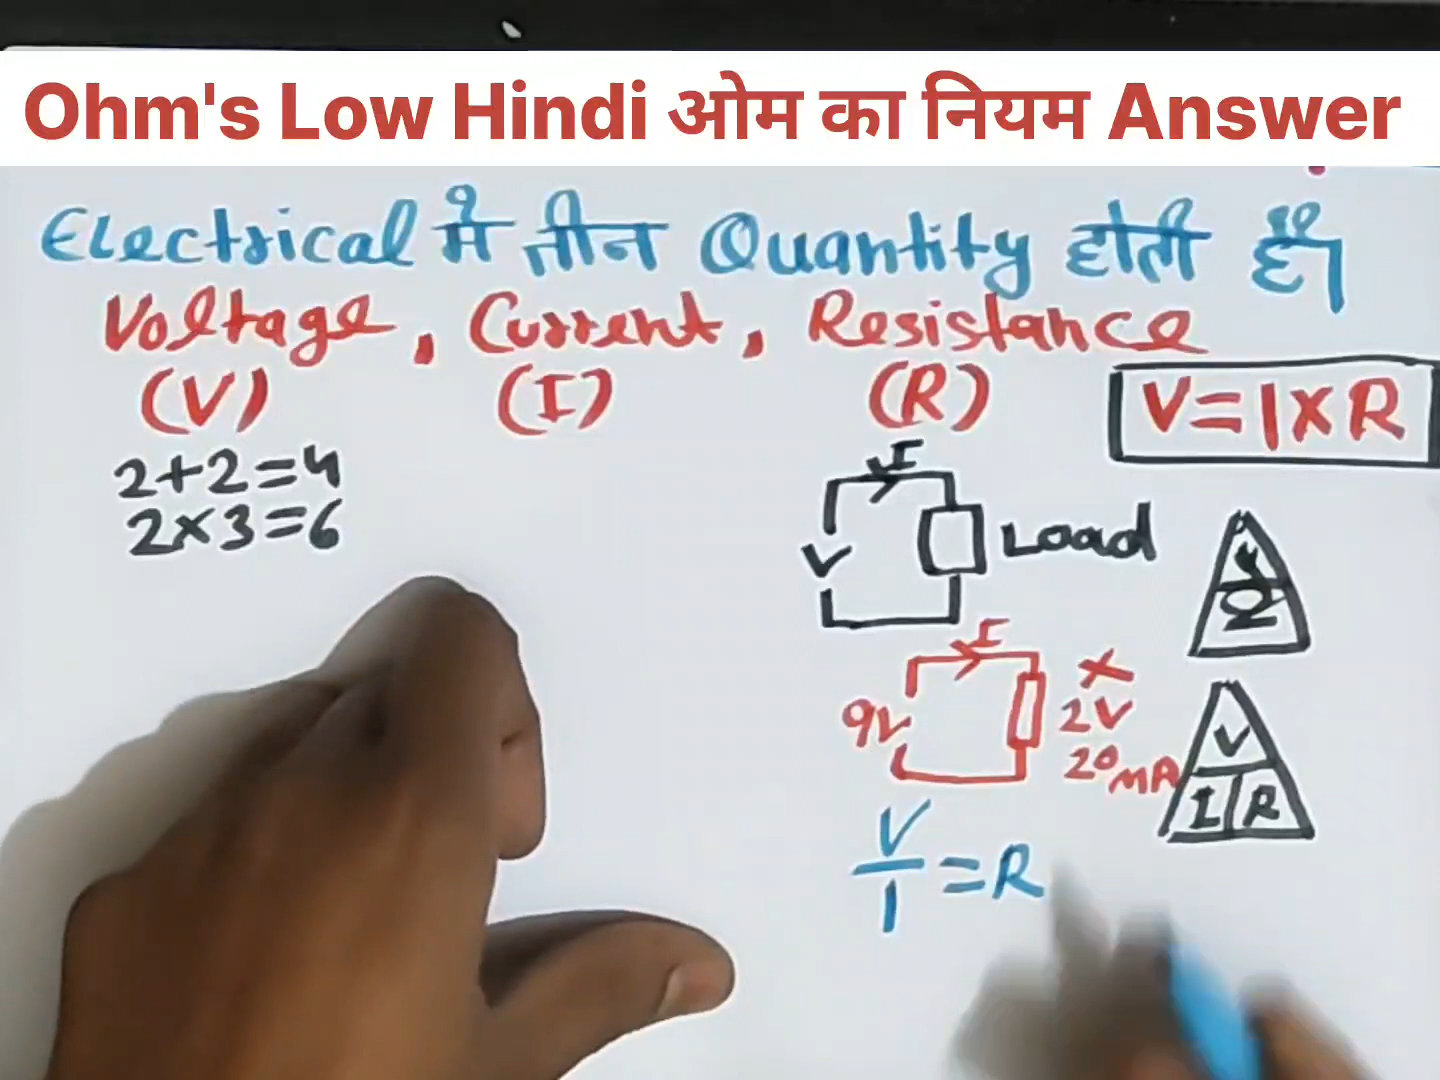 Ohm's Low Hindi ओम का नियम Answer
Electrical में तीन Quantity होती हैं।
Voltage, Current, Resistance
(V) (I) (R)
V=I×R
2+2=4
2×3=6
I
V
Load
I
9V
2V
20mA
V
I R
V/I=R